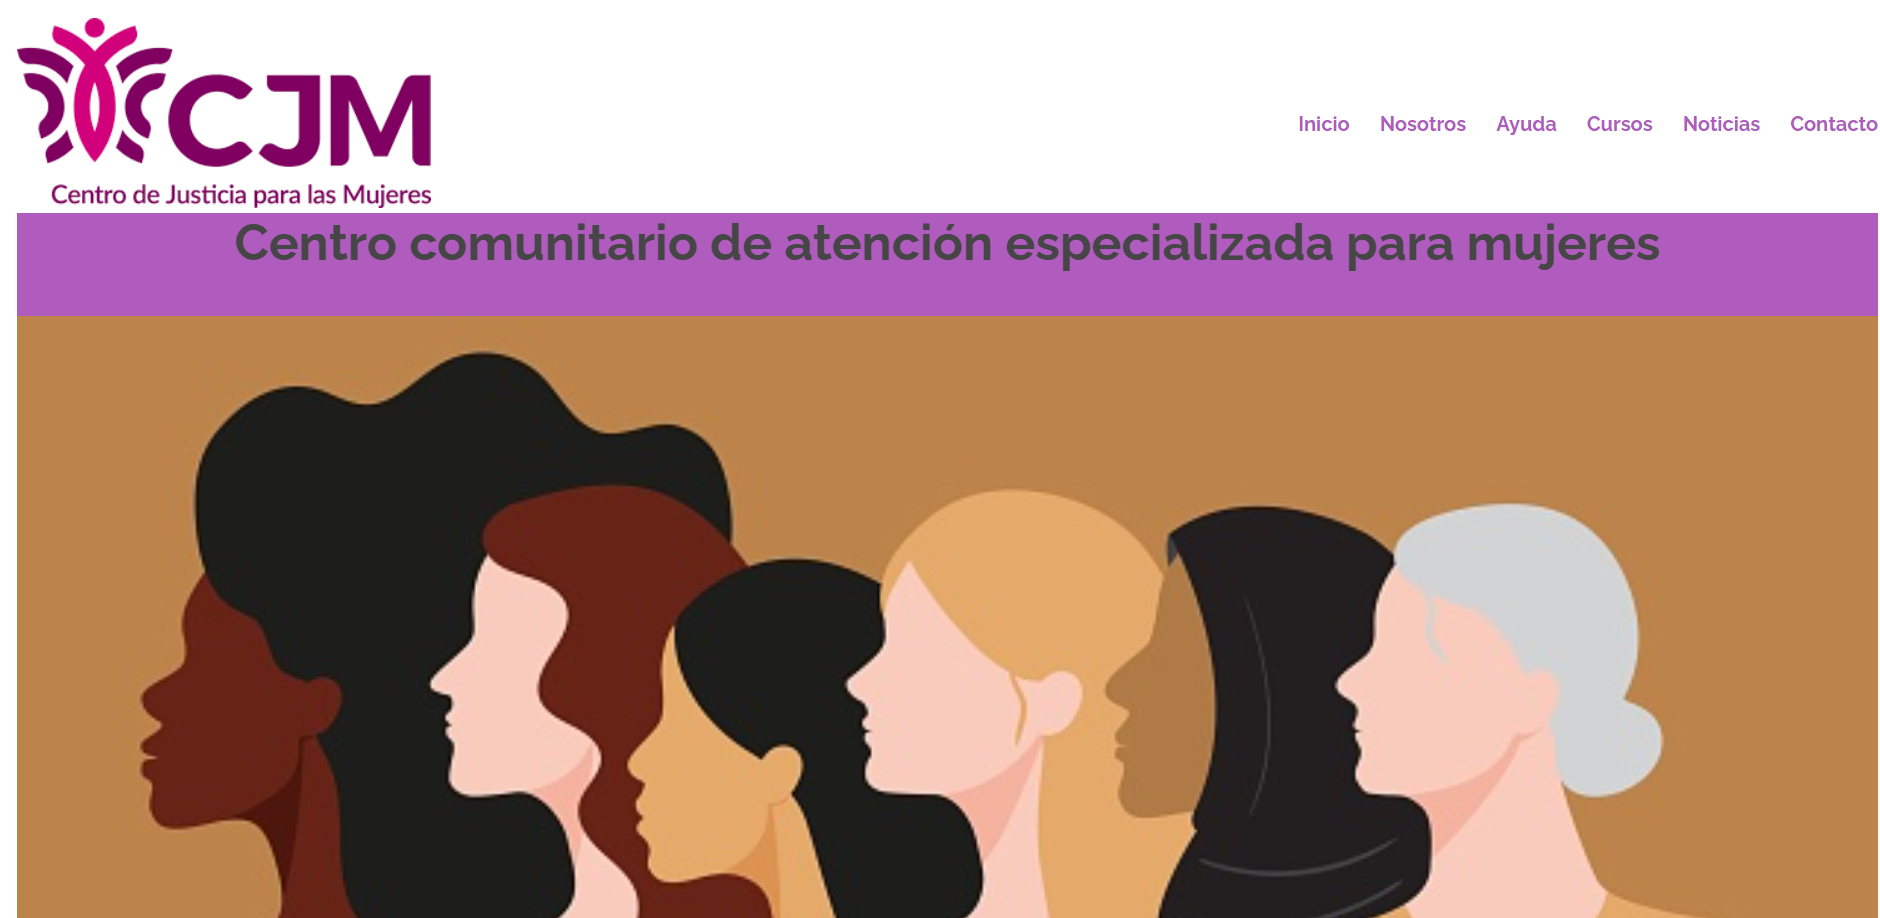 CJM
Centro de Justicia para las Mujeres
Inicio Nosotros Ayuda Cursos Noticias Contacto
Centro comunitario de atención especializada para mujeres